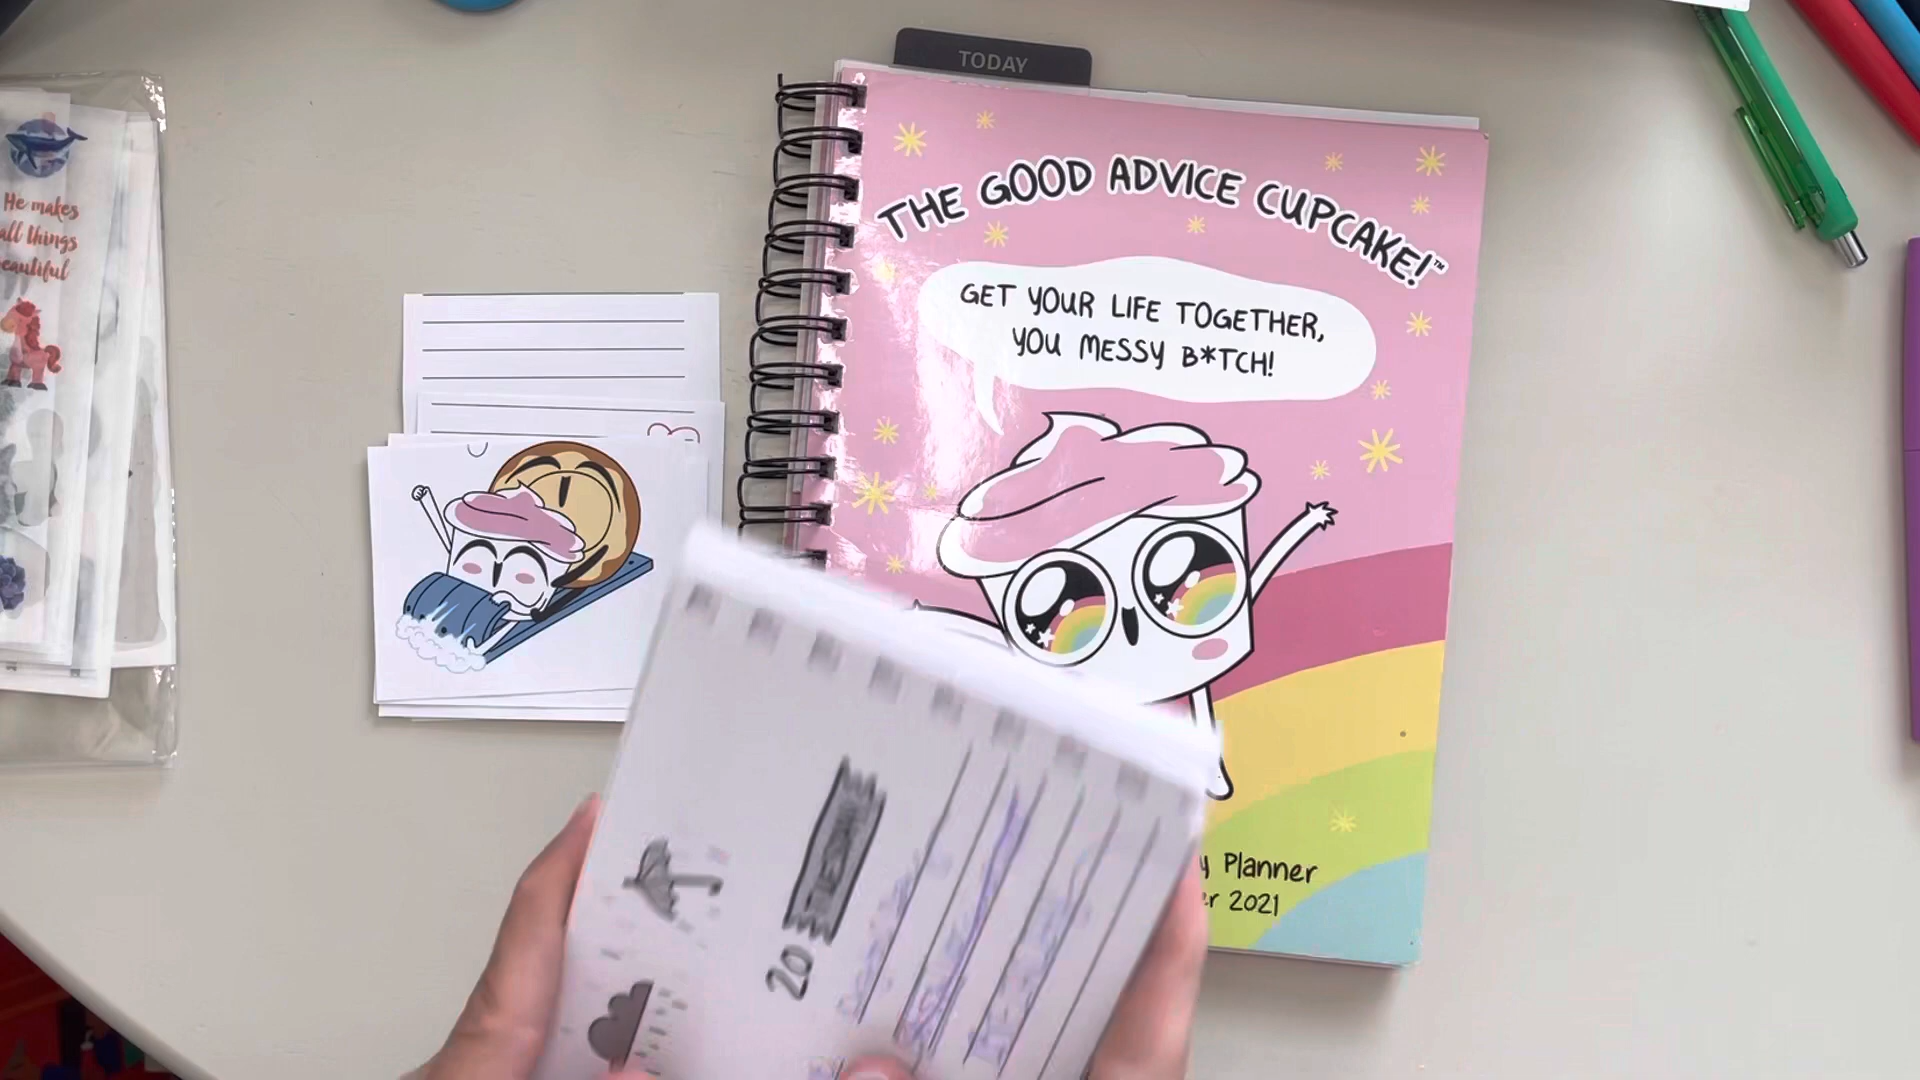 TODAY
THE GOOD ADVICE CUPCAKE!™
GET YOUR LIFE TOGETHER,
YOU MESSY B*TCH!
Planner
2021
He makes
all things
20